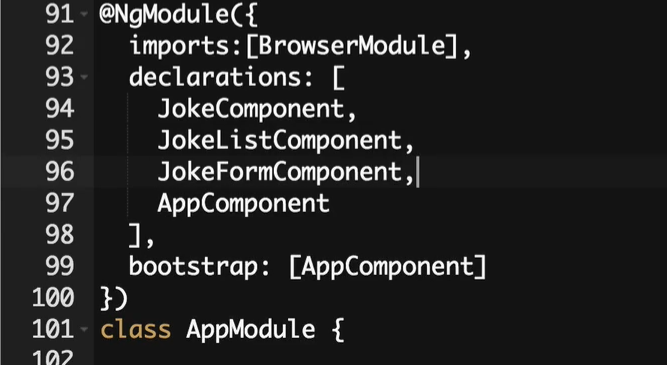 91 @NgModule({
92 imports:[BrowserModule],
93 declarations: [
94 JokeComponent,
95 JokeListComponent,
96 JokeFormComponent,
97 AppComponent
98 ],
99 bootstrap: [AppComponent]
100 })
101 class AppModule {
102